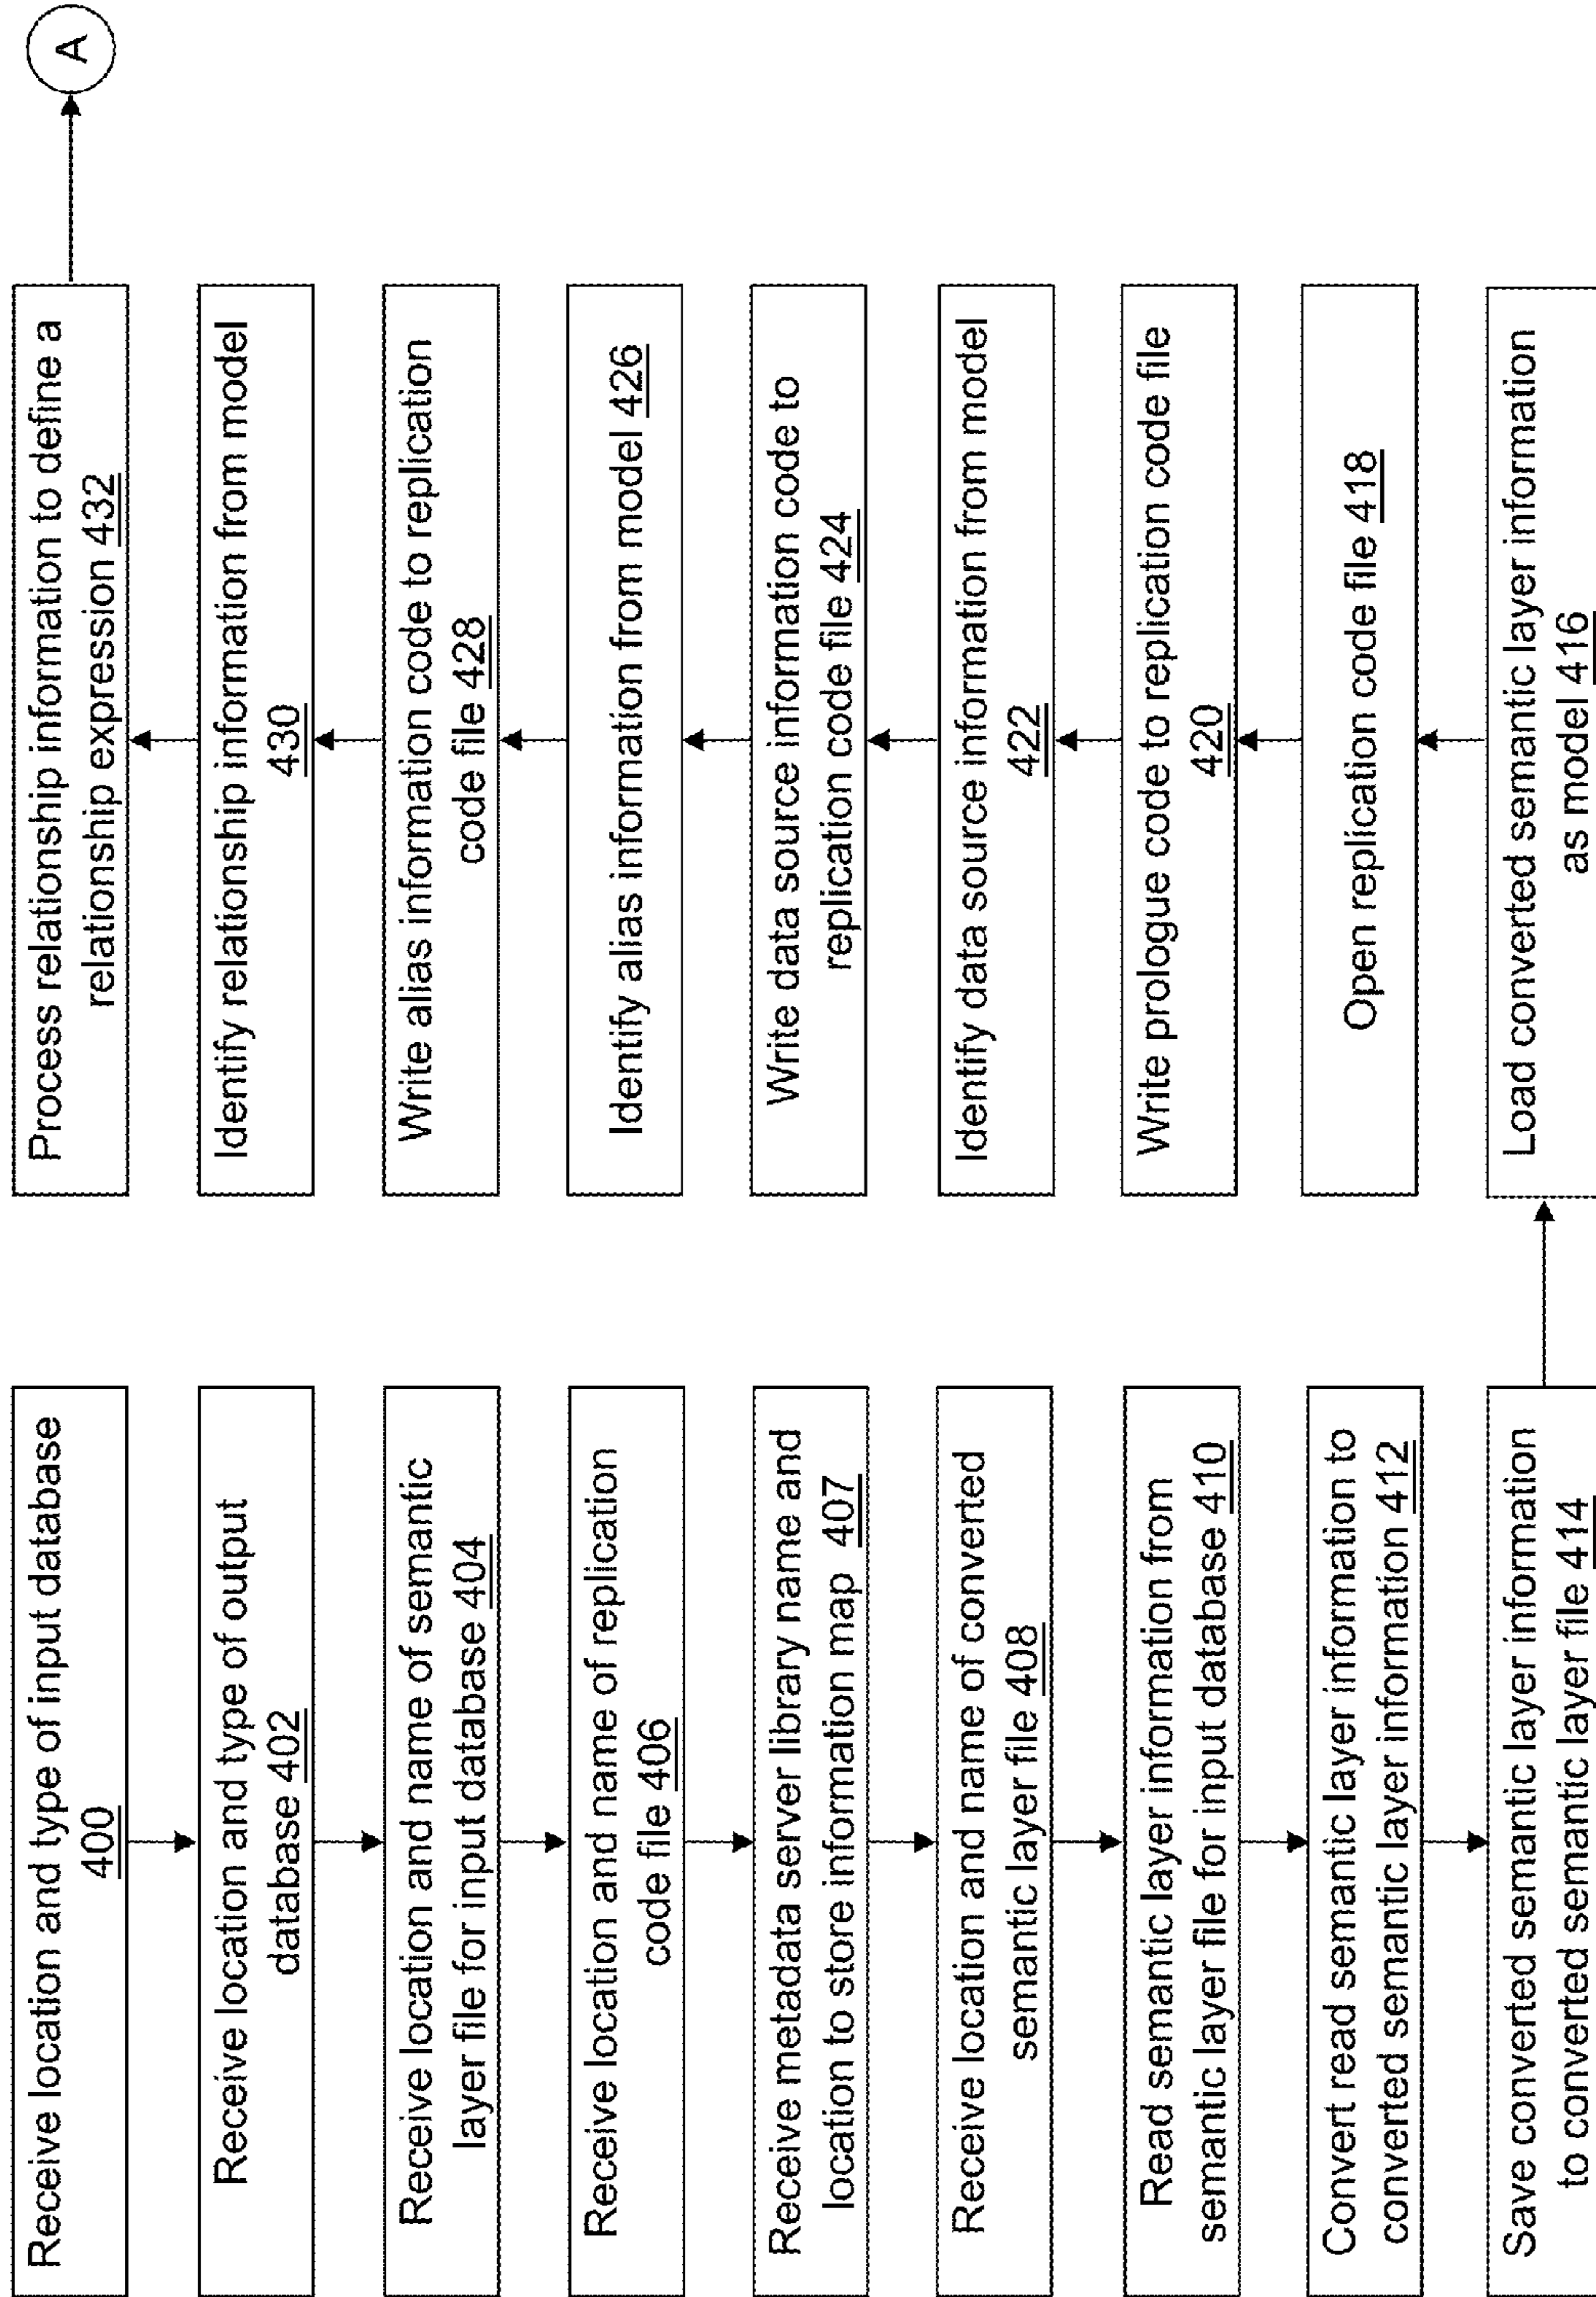 Receive location and type of input database
400
Receive location and type of output
database 402
Receive location and name of semantic
layer file for input database 404
Receive location and name of replication
code file 406
Receive metadata server library name and
location to store information map 407
Receive location and name of converted
semantic layer file 408
Read semantic layer information from
semantic layer file for input database 410
Convert read semantic layer information to
converted semantic layer information 412
Save converted semantic layer information
to converted semantic layer file 414
Load converted semantic layer information
as model 416
Open replication code file 418
Write prologue code to replication code file
420
Identify data source information from model
422
Write data source information code to
replication code file 424
Identify alias information from model 426
Write alias information code to replication
code file 428
Identify relationship information from model
430
Process relationship information to define a
relationship expression 432
A